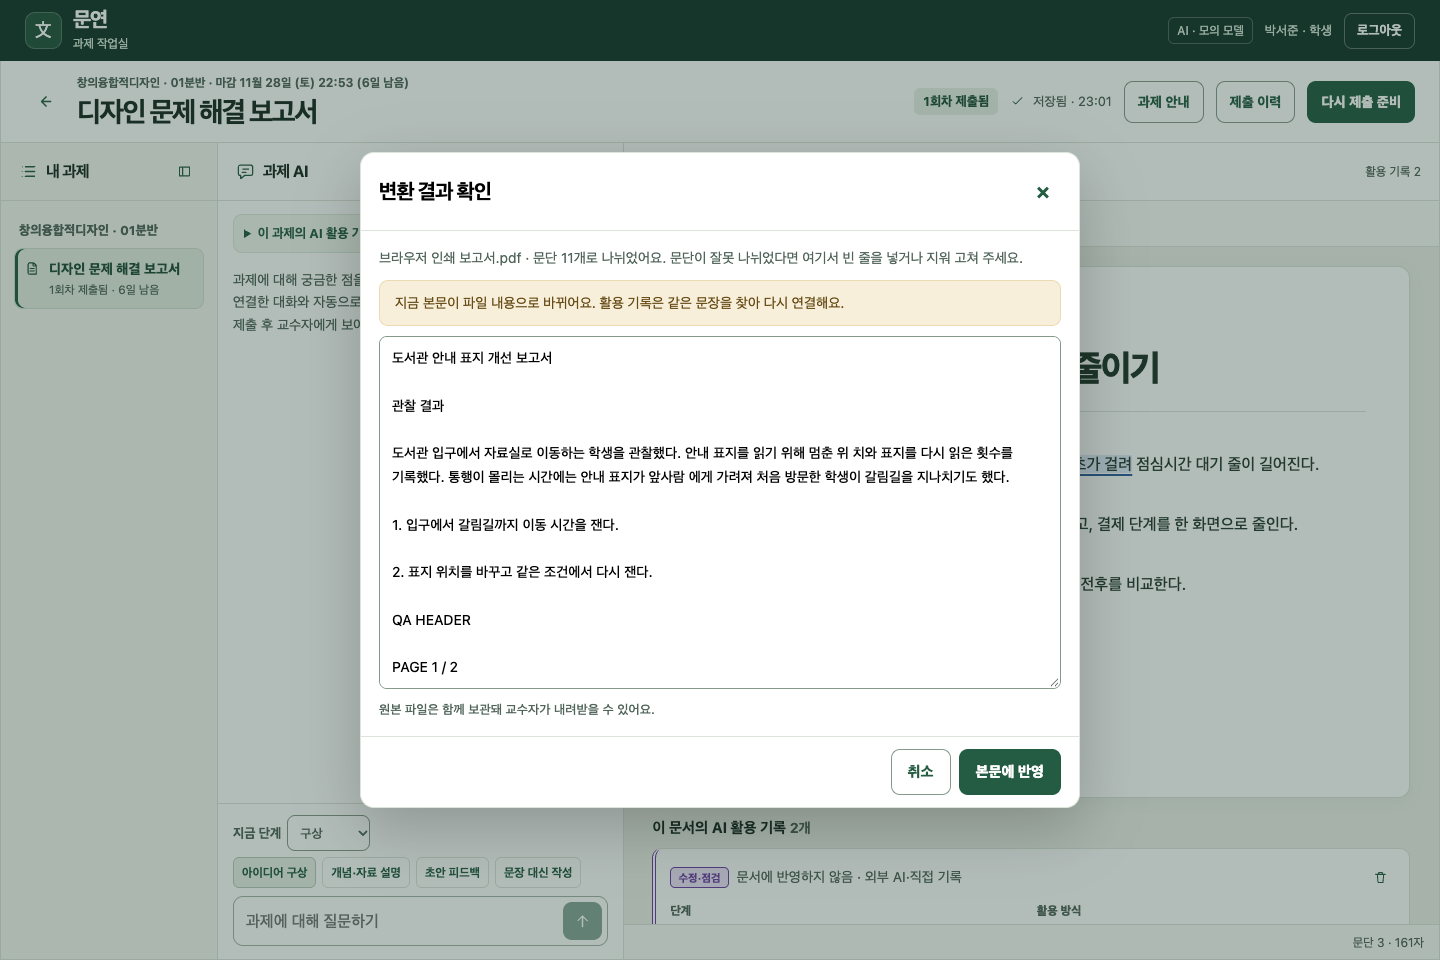 文
문연
과제 작업실
AI · 모의 모델
박서준 · 학생
로그아웃
창의융합적디자인 · 01분반 · 마감 11월 28일 (토) 22:53 (6일 남음)
디자인 문제 해결 보고서
1회차 제출됨
저장됨 · 23:01
과제 안내
제출 이력
다시 제출 준비
내 과제
창의융합적디자인 · 01분반
디자인 문제 해결 보고서
1회차 제출됨 · 6일 남음
과제 AI
이 과제의 AI 활용
과제에 대해 궁금한 점을
연결한 대화와 자동으로
제출 후 교수자에게
지금 단계
구상
아이디어 구상
개념·자료 설명
초안 피드백
문장 대신 작성
과제에 대해 질문하기
변환 결과 확인
브라우저 인쇄 보고서.pdf · 문단 11개로 나뉘었어요. 문단이 잘못 나뉘었다면 여기서 빈 줄을 넣거나 지워 고쳐 주세요.
지금 본문이 파일 내용으로 바뀌어요. 활용 기록은 같은 문장을 찾아 다시 연결해요.
도서관 안내 표지 개선 보고서
관찰 결과
도서관 입구에서 자료실로 이동하는 학생을 관찰했다. 안내 표지를 읽기 위해 멈춘 위 치와 표지를 다시 읽은 횟수를
기록했다. 통행이 몰리는 시간에는 안내 표지가 앞사람 에게 가려져 처음 방문한 학생이 갈림길을 지나치기도 했다.
1. 입구에서 갈림길까지 이동 시간을 잰다.
2. 표지 위치를 바꾸고 같은 조건에서 다시 잰다.
QA HEADER
PAGE 1 / 2
원본 파일은 함께 보관돼 교수자가 내려받을 수 있어요.
취소
본문에 반영
활용 기록 2
줄이기
걸려 점심시간 대기 줄이 길어진다.
결제 단계를 한 화면으로 줄인다.
전후를 비교한다.
이 문서의 AI 활용 기록 2개
수정·점검
문서에 반영하지 않음 · 외부 AI·직접 기록
단계
활용 방식
문단 3 · 161자